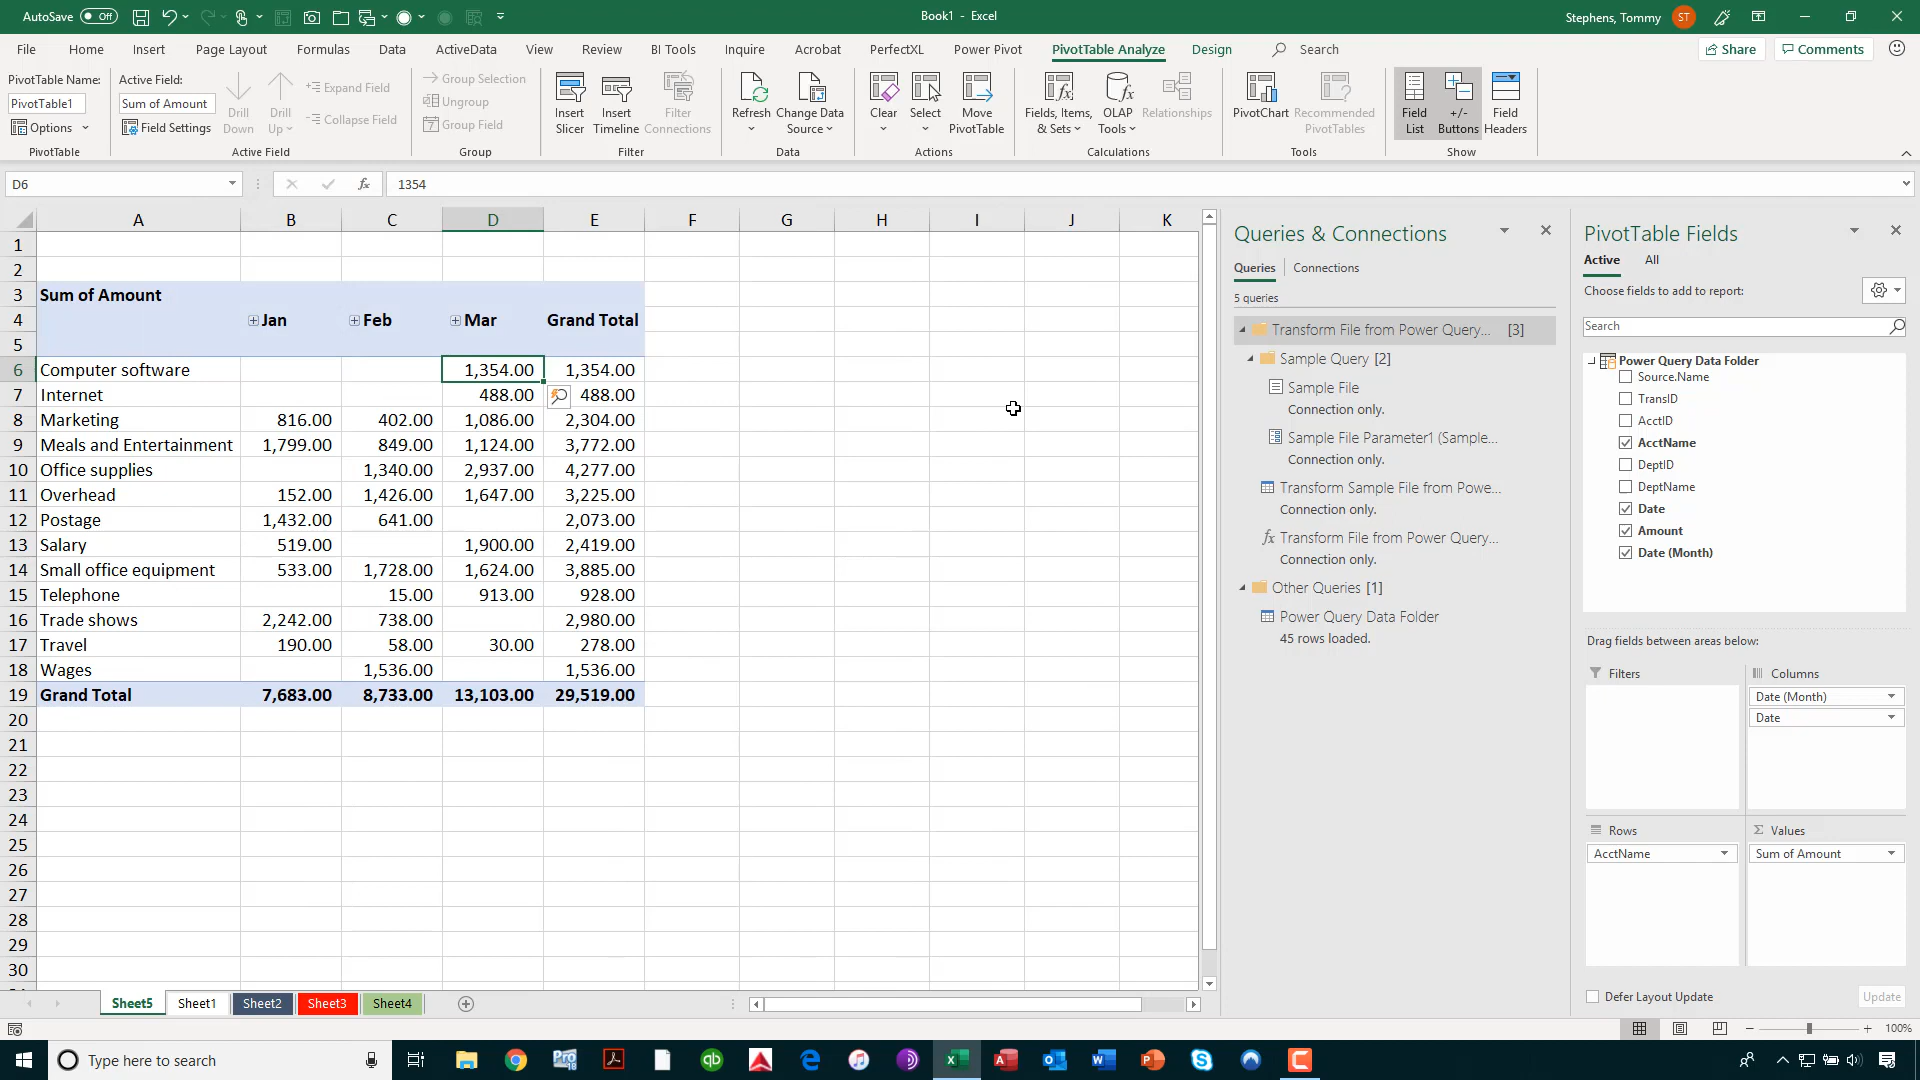 AutoSave Off
Book1 - Excel
Stephens, Tommy ST
File Home Insert Page Layout Formulas Data ActiveData View Review BI Tools Inquire Acrobat PerfectXL Power Pivot PivotTable Analyze Design Search Share Comments
PivotTable Name:
PivotTable1
Options
PivotTable
Active Field:
Sum of Amount
Field Settings
Drill Down
Drill Up
Expand Field
Collapse Field
Active Field
Group Selection
Ungroup
Group Field
Group
Insert Slicer
Insert Timeline
Filter Connections
Filter
Refresh
Change Data Source
Data
Clear
Select
Move PivotTable
Actions
Fields, Items, & Sets
OLAP Tools
Relationships
Calculations
PivotChart
Recommended PivotTables
Tools
Field List
+/- Buttons
Field Headers
Show
D6
fx
1354
A B C D E F G H I J K
1
2
3 Sum of Amount
4 Jan Feb Mar Grand Total
5
6 Computer software 1,354.00 1,354.00
7 Internet 488.00 488.00
8 Marketing 816.00 402.00 1,086.00 2,304.00
9 Meals and Entertainment 1,799.00 849.00 1,124.00 3,772.00
10 Office supplies 1,340.00 2,937.00 4,277.00
11 Overhead 152.00 1,426.00 1,647.00 3,225.00
12 Postage 1,432.00 641.00 2,073.00
13 Salary 519.00 1,900.00 2,419.00
14 Small office equipment 533.00 1,728.00 1,624.00 3,885.00
15 Telephone 15.00 913.00 928.00
16 Trade shows 2,242.00 738.00 2,980.00
17 Travel 190.00 58.00 30.00 278.00
18 Wages 1,536.00 1,536.00
19 Grand Total 7,683.00 8,733.00 13,103.00 29,519.00
20
21
22
23
24
25
26
27
28
29
30
Queries & Connections
Queries Connections
5 queries
Transform File from Power Query... [3]
Sample Query [2]
Sample File
Connection only.
Sample File Parameter1 (Sample...
Connection only.
Transform Sample File from Powe...
Connection only.
fx Transform File from Power Query...
Connection only.
Other Queries [1]
Power Query Data Folder
45 rows loaded.
PivotTable Fields
Active All
Choose fields to add to report:
Search
Power Query Data Folder
Source.Name
TransID
AcctID
AcctName
DeptID
DeptName
Date
Amount
Date (Month)
Drag fields between areas below:
Filters
Columns
Date (Month)
Date
Rows
AcctName
Σ Values
Sum of Amount
Defer Layout Update
Update
Sheet5 Sheet1 Sheet2 Sheet3 Sheet4
100%
Type here to search